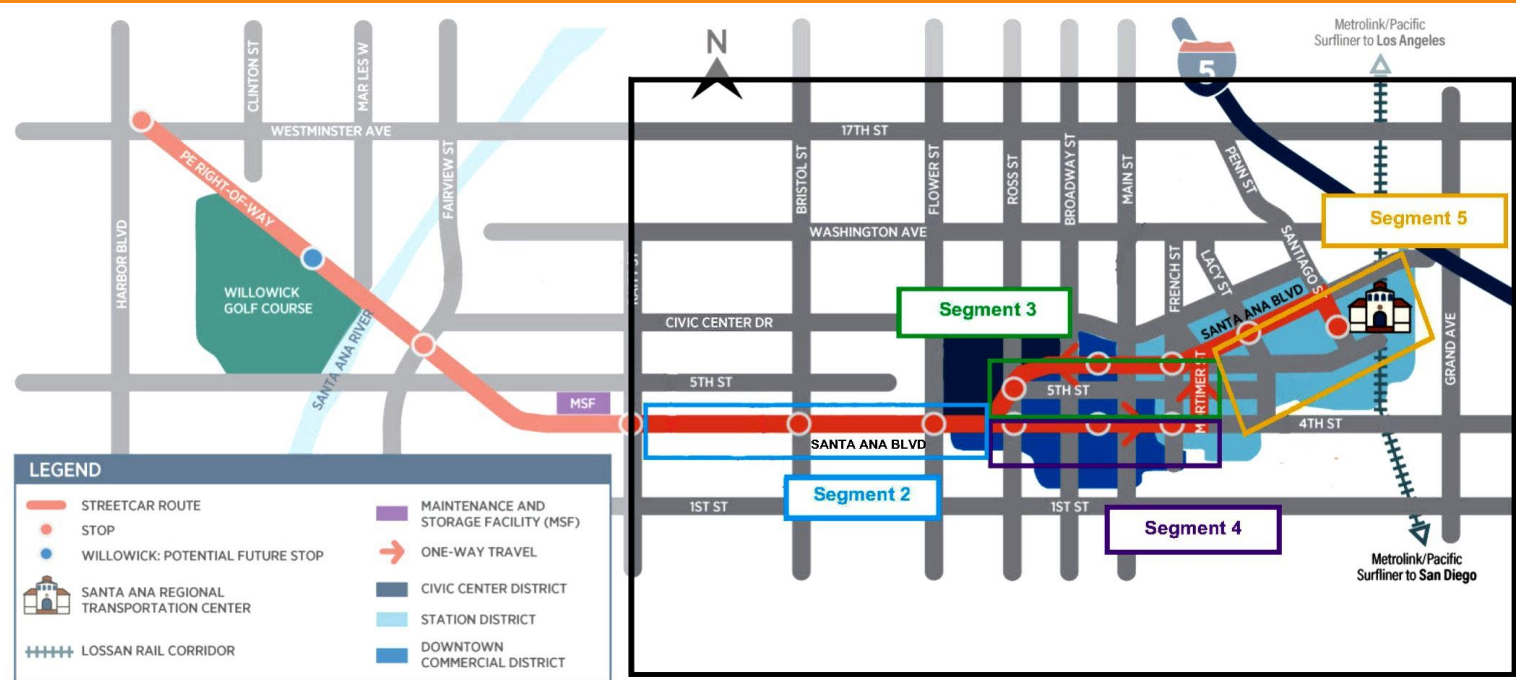 Metrolink/Pacific
Surfliner to Los Angeles
N
5
CLINTON ST
MAR LES W
WESTMINSTER AVE
17TH ST
PE RIGHT-OF-WAY
FAIRVIEW ST
BRISTOL ST
FLOWER ST
ROSS ST
BROADWAY ST
MAIN ST
PENN ST
Segment 5
WASHINGTON AVE
HARBOR BLVD
SANTIAGO ST
FRENCH ST
LACY ST
WILLOWICK
GOLF COURSE
SANTA ANA RIVER
Segment 3
CIVIC CENTER DR
SANTA ANA BLVD
GRAND AVE
5TH ST
5TH ST
MSF
4TH ST
SANTA ANA BLVD
Segment 2
1ST ST
1ST ST
Segment 4
Metrolink/Pacific
Surfliner to San Diego
LEGEND
STREETCAR ROUTE
STOP
WILLOWICK: POTENTIAL FUTURE STOP
SANTA ANA REGIONAL
TRANSPORTATION CENTER
LOSSAN RAIL CORRIDOR
MAINTENANCE AND
STORAGE FACILITY (MSF)
ONE-WAY TRAVEL
CIVIC CENTER DISTRICT
STATION DISTRICT
DOWNTOWN
COMMERCIAL DISTRICT